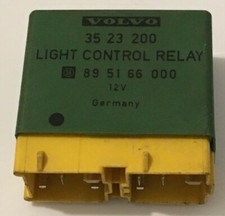 VOLVO
35 23 200
LIGHT CONTROL RELAY
89 51 66 000
12V
Germany